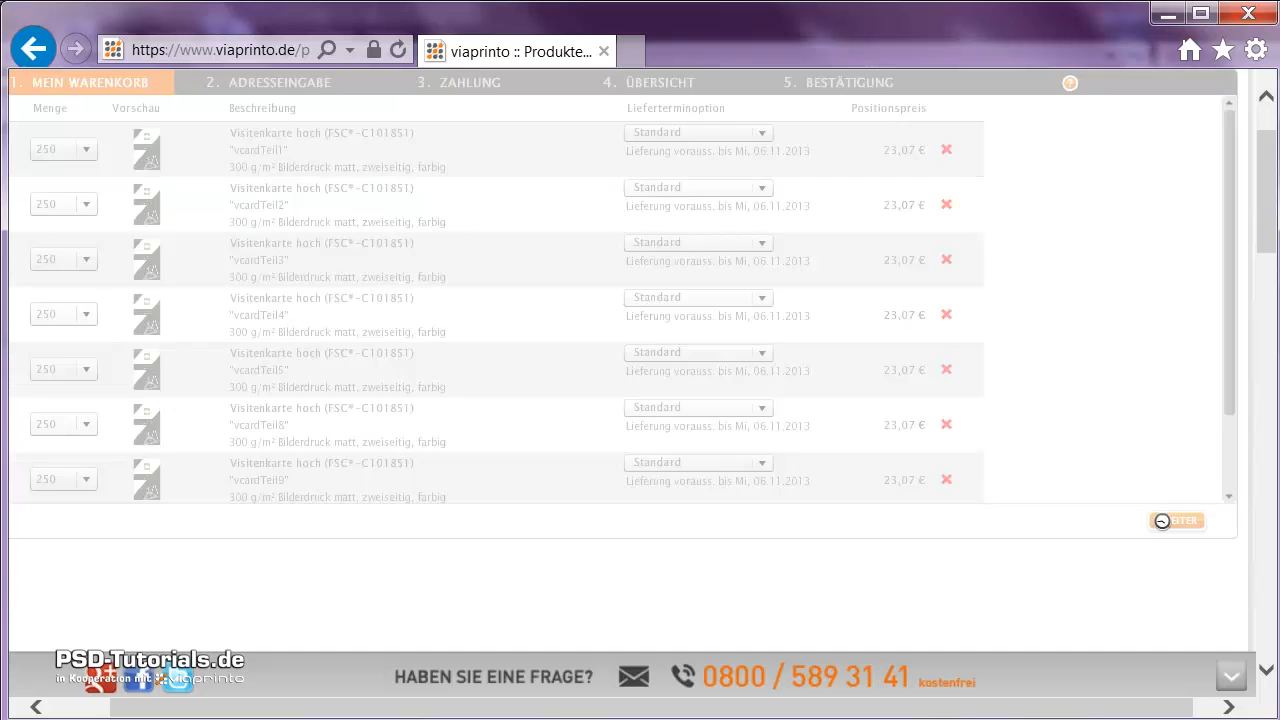 https://www.viaprinto.de/p
viaprinto :: Produkte...
1. MEIN WARENKORB 2. ADRESSEINGABE 3. ZAHLUNG 4. ÜBERSICHT 5. BESTÄTIGUNG ?
Menge Vorschau Beschreibung Lieferterminoption Positionspreis
250 Visitenkarte hoch (FSC®-C101851) Standard
"vcardTeil1" Lieferung vorauss. bis Mi, 06.11.2013 23,07 €
300 g/m² Bilderdruck matt, zweiseitig, farbig
250 Visitenkarte hoch (FSC®-C101851) Standard
"vcardTeil2" Lieferung vorauss. bis Mi, 06.11.2013 23,07 €
300 g/m² Bilderdruck matt, zweiseitig, farbig
250 Visitenkarte hoch (FSC®-C101851) Standard
"vcardTeil3" Lieferung vorauss. bis Mi, 06.11.2013 23,07 €
300 g/m² Bilderdruck matt, zweiseitig, farbig
250 Visitenkarte hoch (FSC®-C101851) Standard
"vcardTeil4" Lieferung vorauss. bis Mi, 06.11.2013 23,07 €
300 g/m² Bilderdruck matt, zweiseitig, farbig
250 Visitenkarte hoch (FSC®-C101851) Standard
"vcardTeil5" Lieferung vorauss. bis Mi, 06.11.2013 23,07 €
300 g/m² Bilderdruck matt, zweiseitig, farbig
250 Visitenkarte hoch (FSC®-C101851) Standard
"vcardTeil8" Lieferung vorauss. bis Mi, 06.11.2013 23,07 €
300 g/m² Bilderdruck matt, zweiseitig, farbig
250 Visitenkarte hoch (FSC®-C101851) Standard
"vcardTeil9" Lieferung vorauss. bis Mi, 06.11.2013 23,07 €
300 g/m² Bilderdruck matt, zweiseitig, farbig
PSD-Tutorials.de
in Kooperation mit viaprinto
HABEN SIE EINE FRAGE? 0800 / 589 31 41 kostenfrei